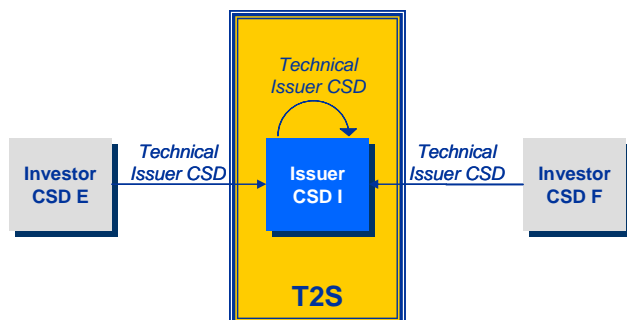 Technical
Issuer CSD
Technical
Issuer CSD
Technical
Issuer CSD
Investor
CSD E
Issuer
CSD I
Investor
CSD F
T2S